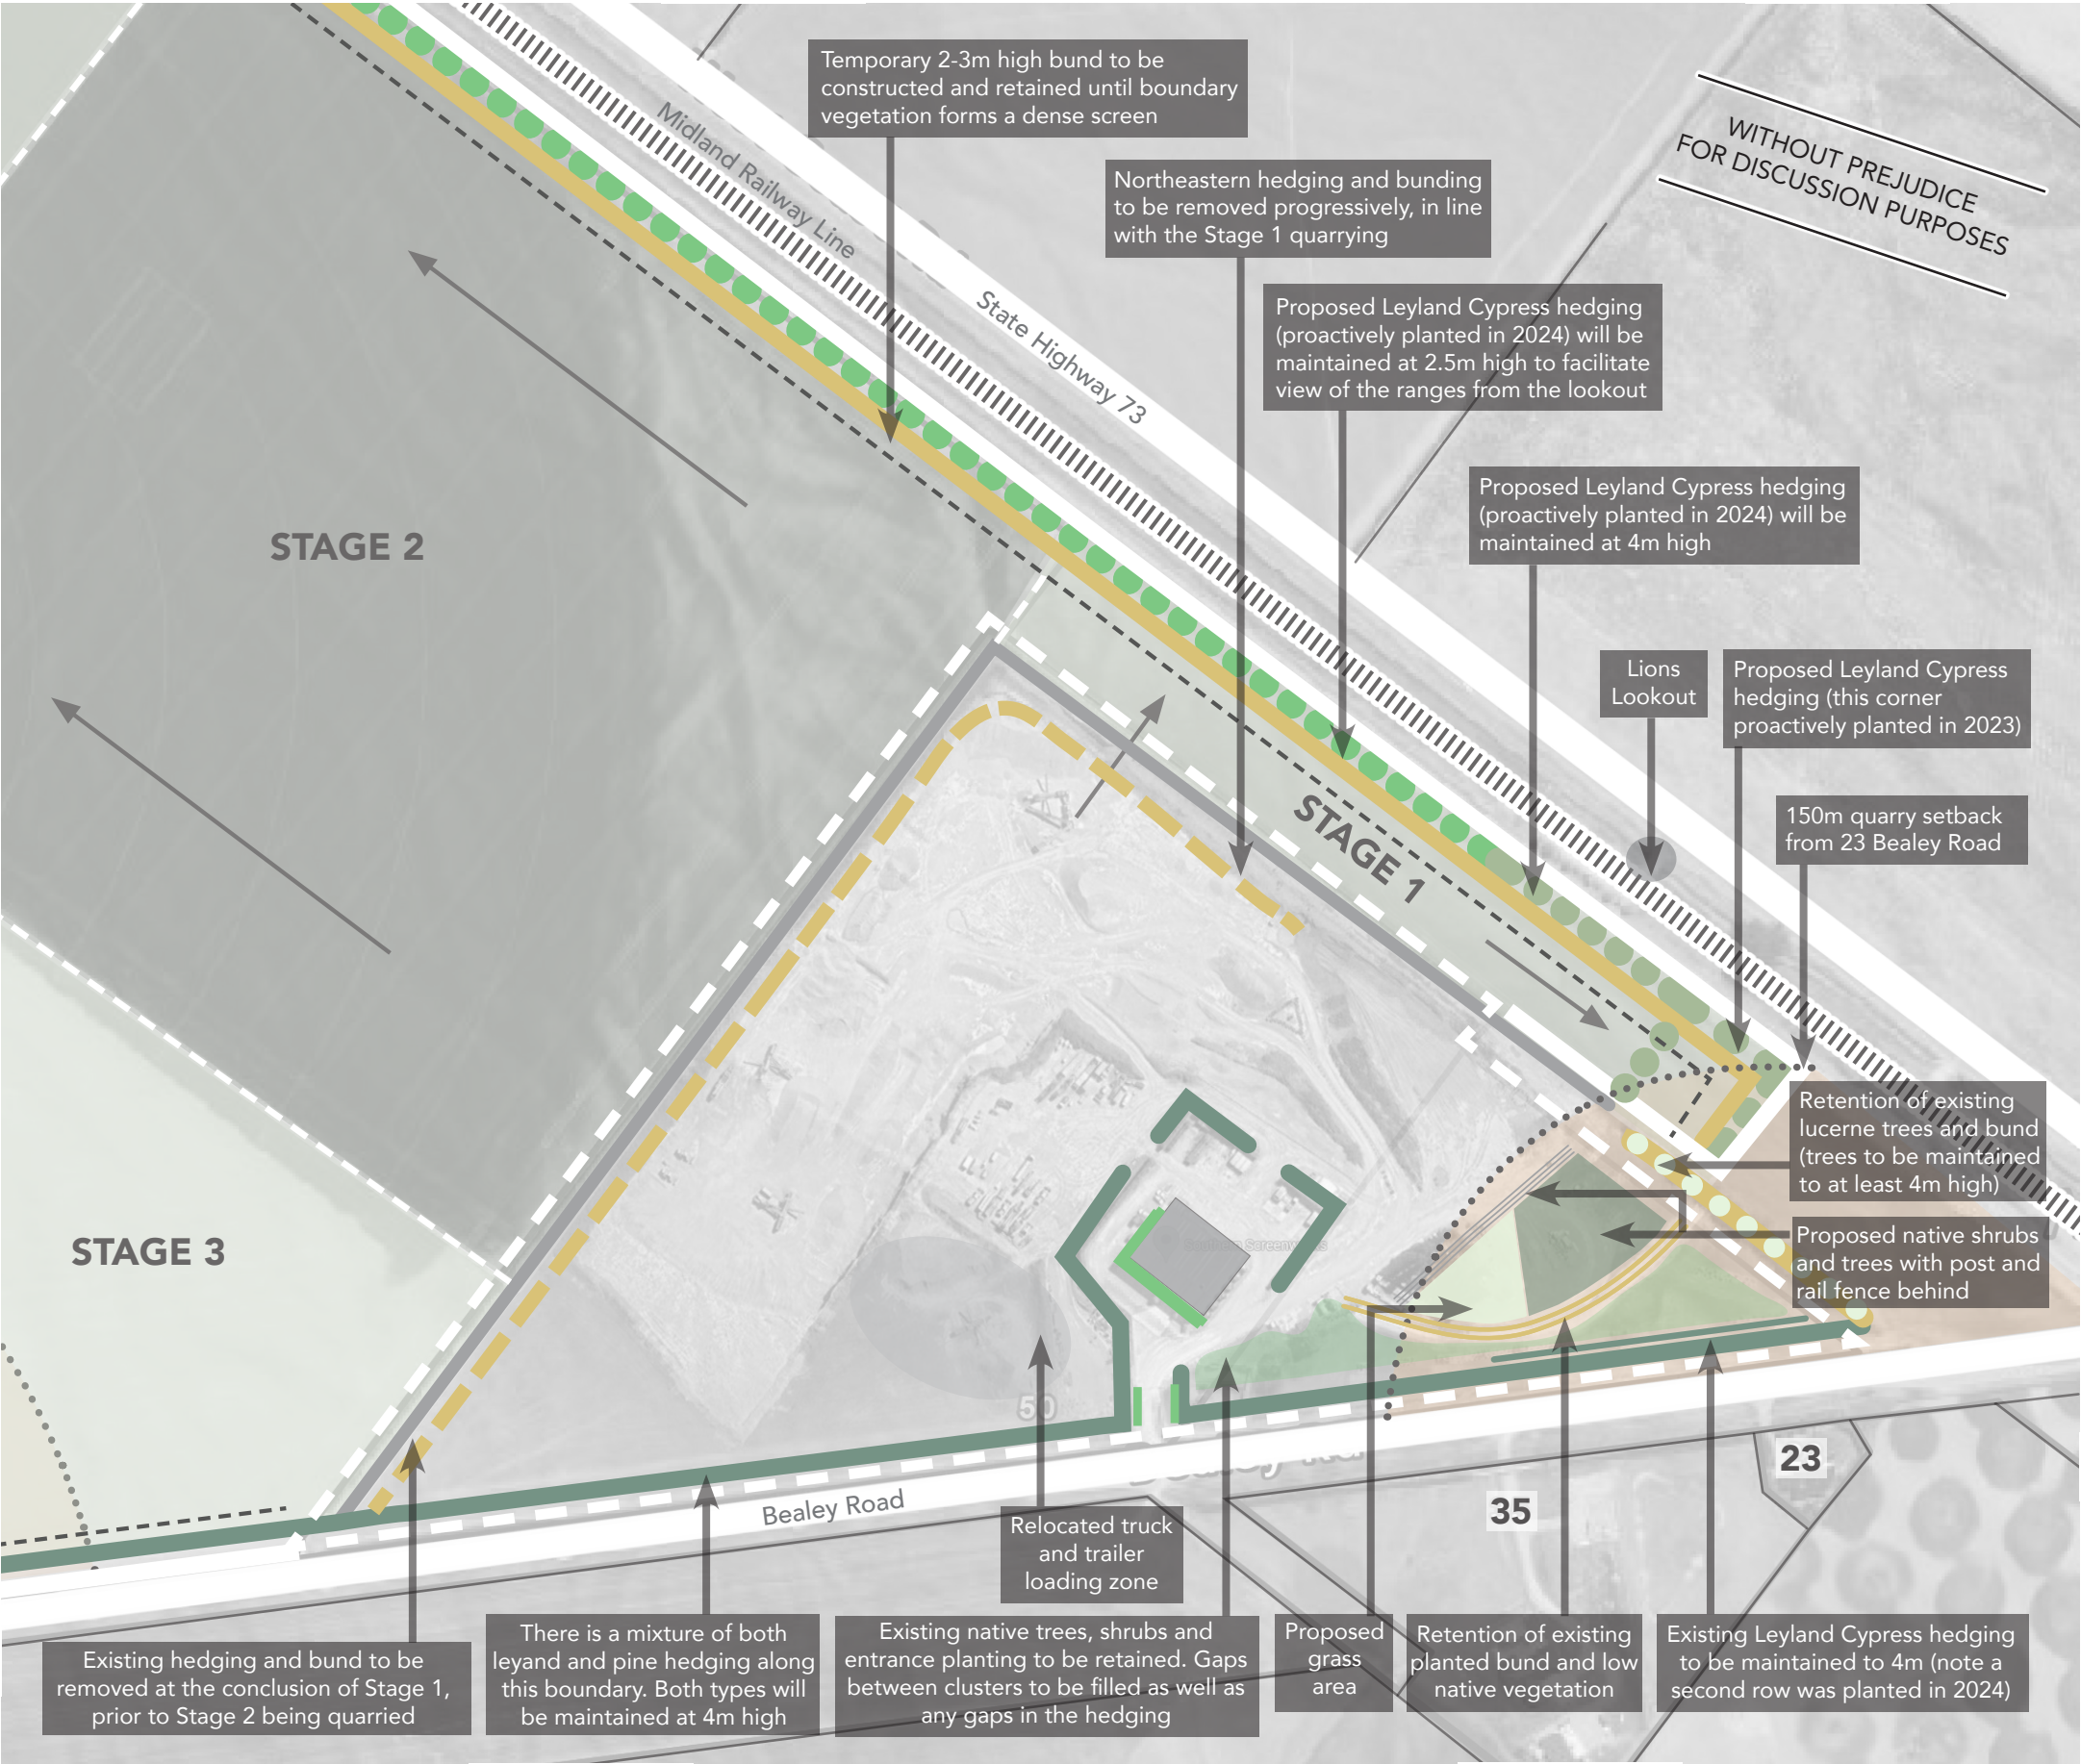 Temporary 2-3m high bund to be
constructed and retained until boundary
vegetation forms a dense screen
WITHOUT PREJUDICE
FOR DISCUSSION PURPOSES
Midland Railway Line
Northeastern hedging and bunding
to be removed progressively, in line
with the Stage 1 quarrying
State Highway 73
Proposed Leyland Cypress hedging
(proactively planted in 2024) will be
maintained at 2.5m high to facilitate
view of the ranges from the lookout
Proposed Leyland Cypress hedging
(proactively planted in 2024) will be
maintained at 4m high
STAGE 2
Lions
Lookout
Proposed Leyland Cypress
hedging (this corner
proactively planted in 2023)
150m quarry setback
from 23 Bealey Road
STAGE 1
Retention of existing
lucerne trees and bund
(trees to be maintained
to at least 4m high)
Proposed native shrubs
and trees with post and
rail fence behind
STAGE 3
50
Bealey Rd
23
35
Bealey Road
Relocated truck
and trailer
loading zone
Existing hedging and bund to be
removed at the conclusion of Stage 1,
prior to Stage 2 being quarried
There is a mixture of both
leyand and pine hedging along
this boundary. Both types will
be maintained at 4m high
Existing native trees, shrubs and
entrance planting to be retained. Gaps
between clusters to be filled as well as
any gaps in the hedging
Proposed
grass
area
Retention of existing
planted bund and low
native vegetation
Existing Leyland Cypress hedging
to be maintained to 4m (note a
second row was planted in 2024)